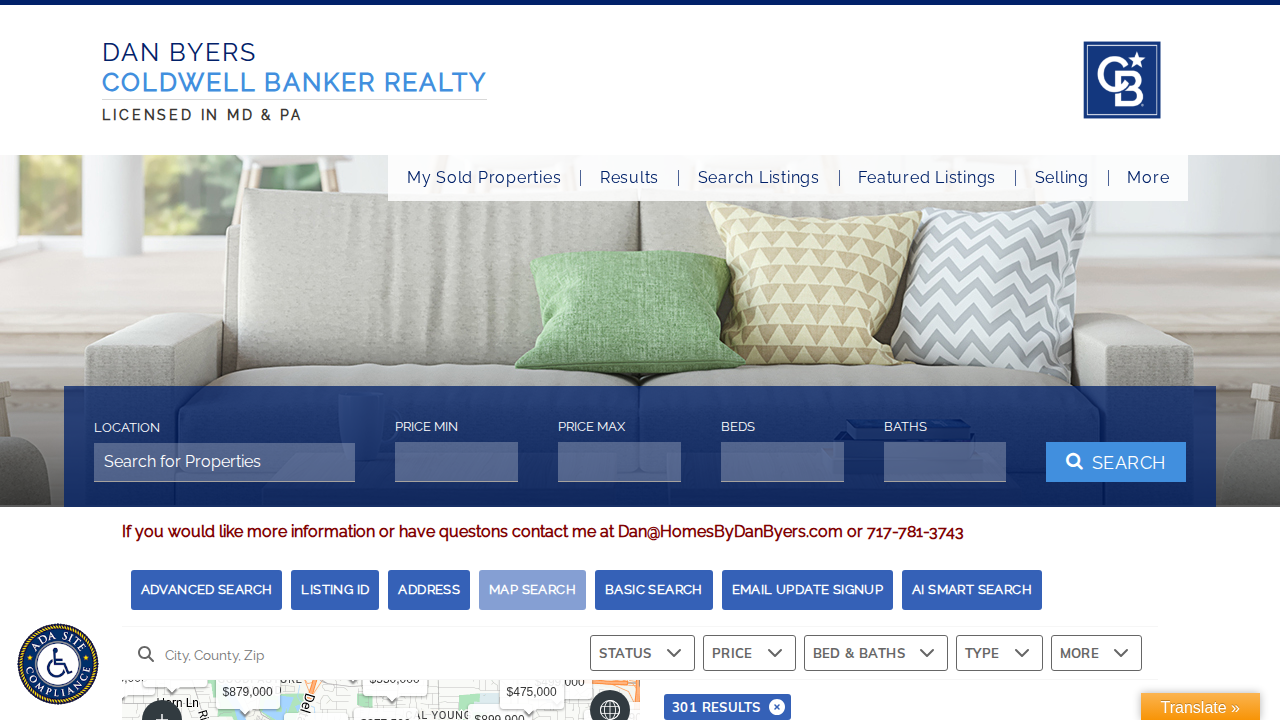 DAN BYERS
COLDWELL BANKER REALTY
LICENSED IN MD & PA
CB
My Sold Properties | Results | Search Listings | Featured Listings | Selling | More
LOCATION PRICE MIN PRICE MAX BEDS BATHS
Search for Properties SEARCH
If you would like more information or have questons contact me at Dan@HomesByDanByers.com or 717-781-3743
ADVANCED SEARCH LISTING ID ADDRESS MAP SEARCH BASIC SEARCH EMAIL UPDATE SIGNUP AI SMART SEARCH
ADA SITE COMPLIANCE
City, County, Zip STATUS PRICE BED & BATHS TYPE MORE
$879,000 $475,000
301 RESULTS
Translate »